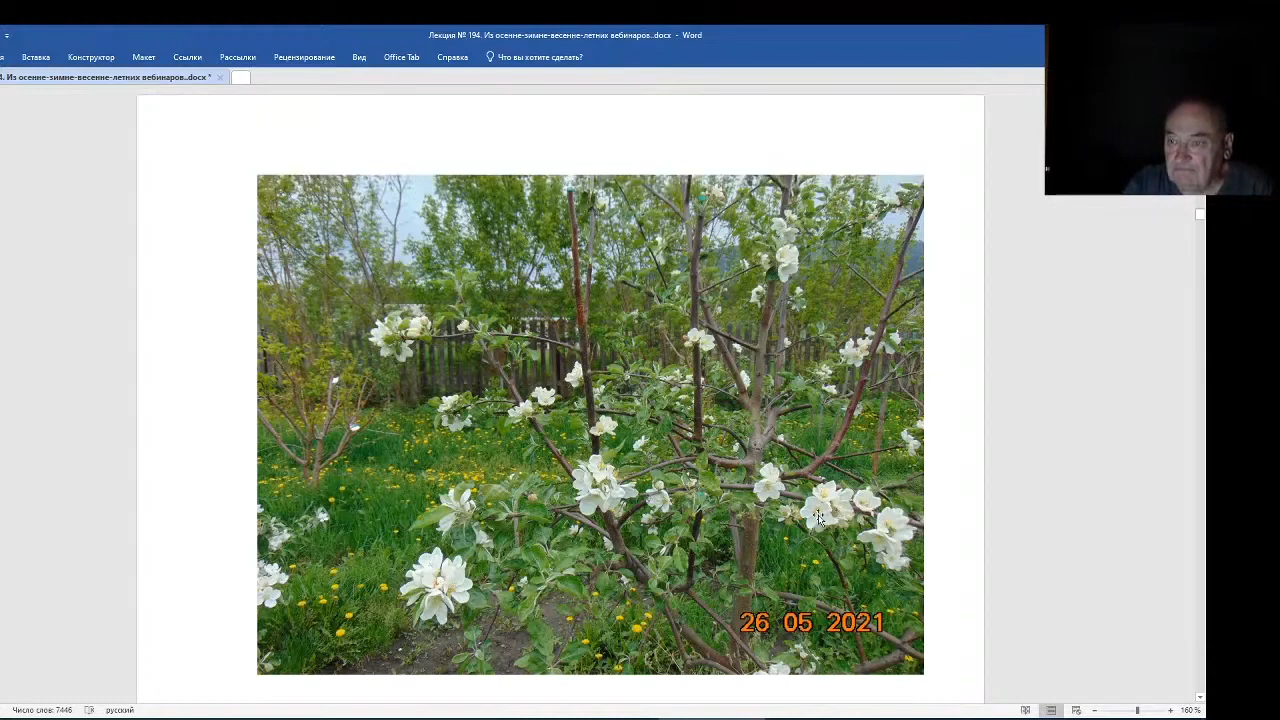 Лекция № 194. Из осенне-зимне-весенне-летних вебинаров..docx - Word
я Вставка Конструктор Макет Ссылки Рассылки Рецензирование Вид Office Tab Справка Что вы хотите сделать?
4. Из осенне-зимне-весенне-летних вебинаров..docx *
26 05 2021
Число слов: 7446 русский 160 %